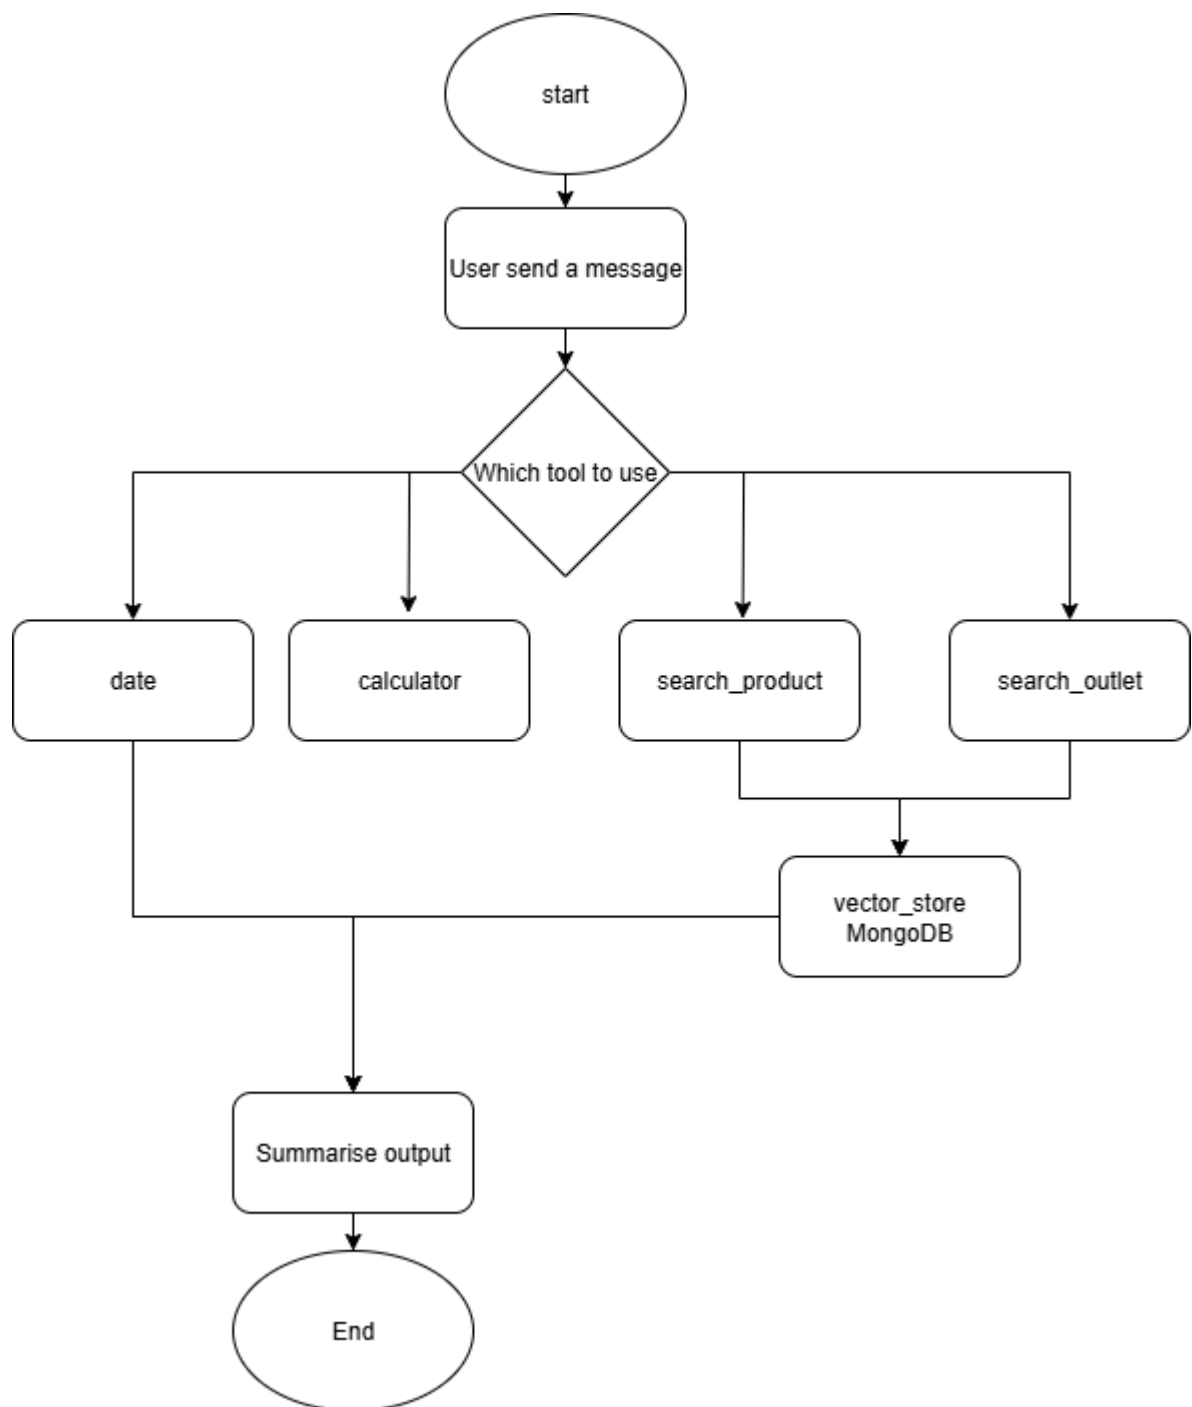 start
User send a message
Which tool to use
date
calculator
search_product
search_outlet
vector_store
MongoDB
Summarise output
End